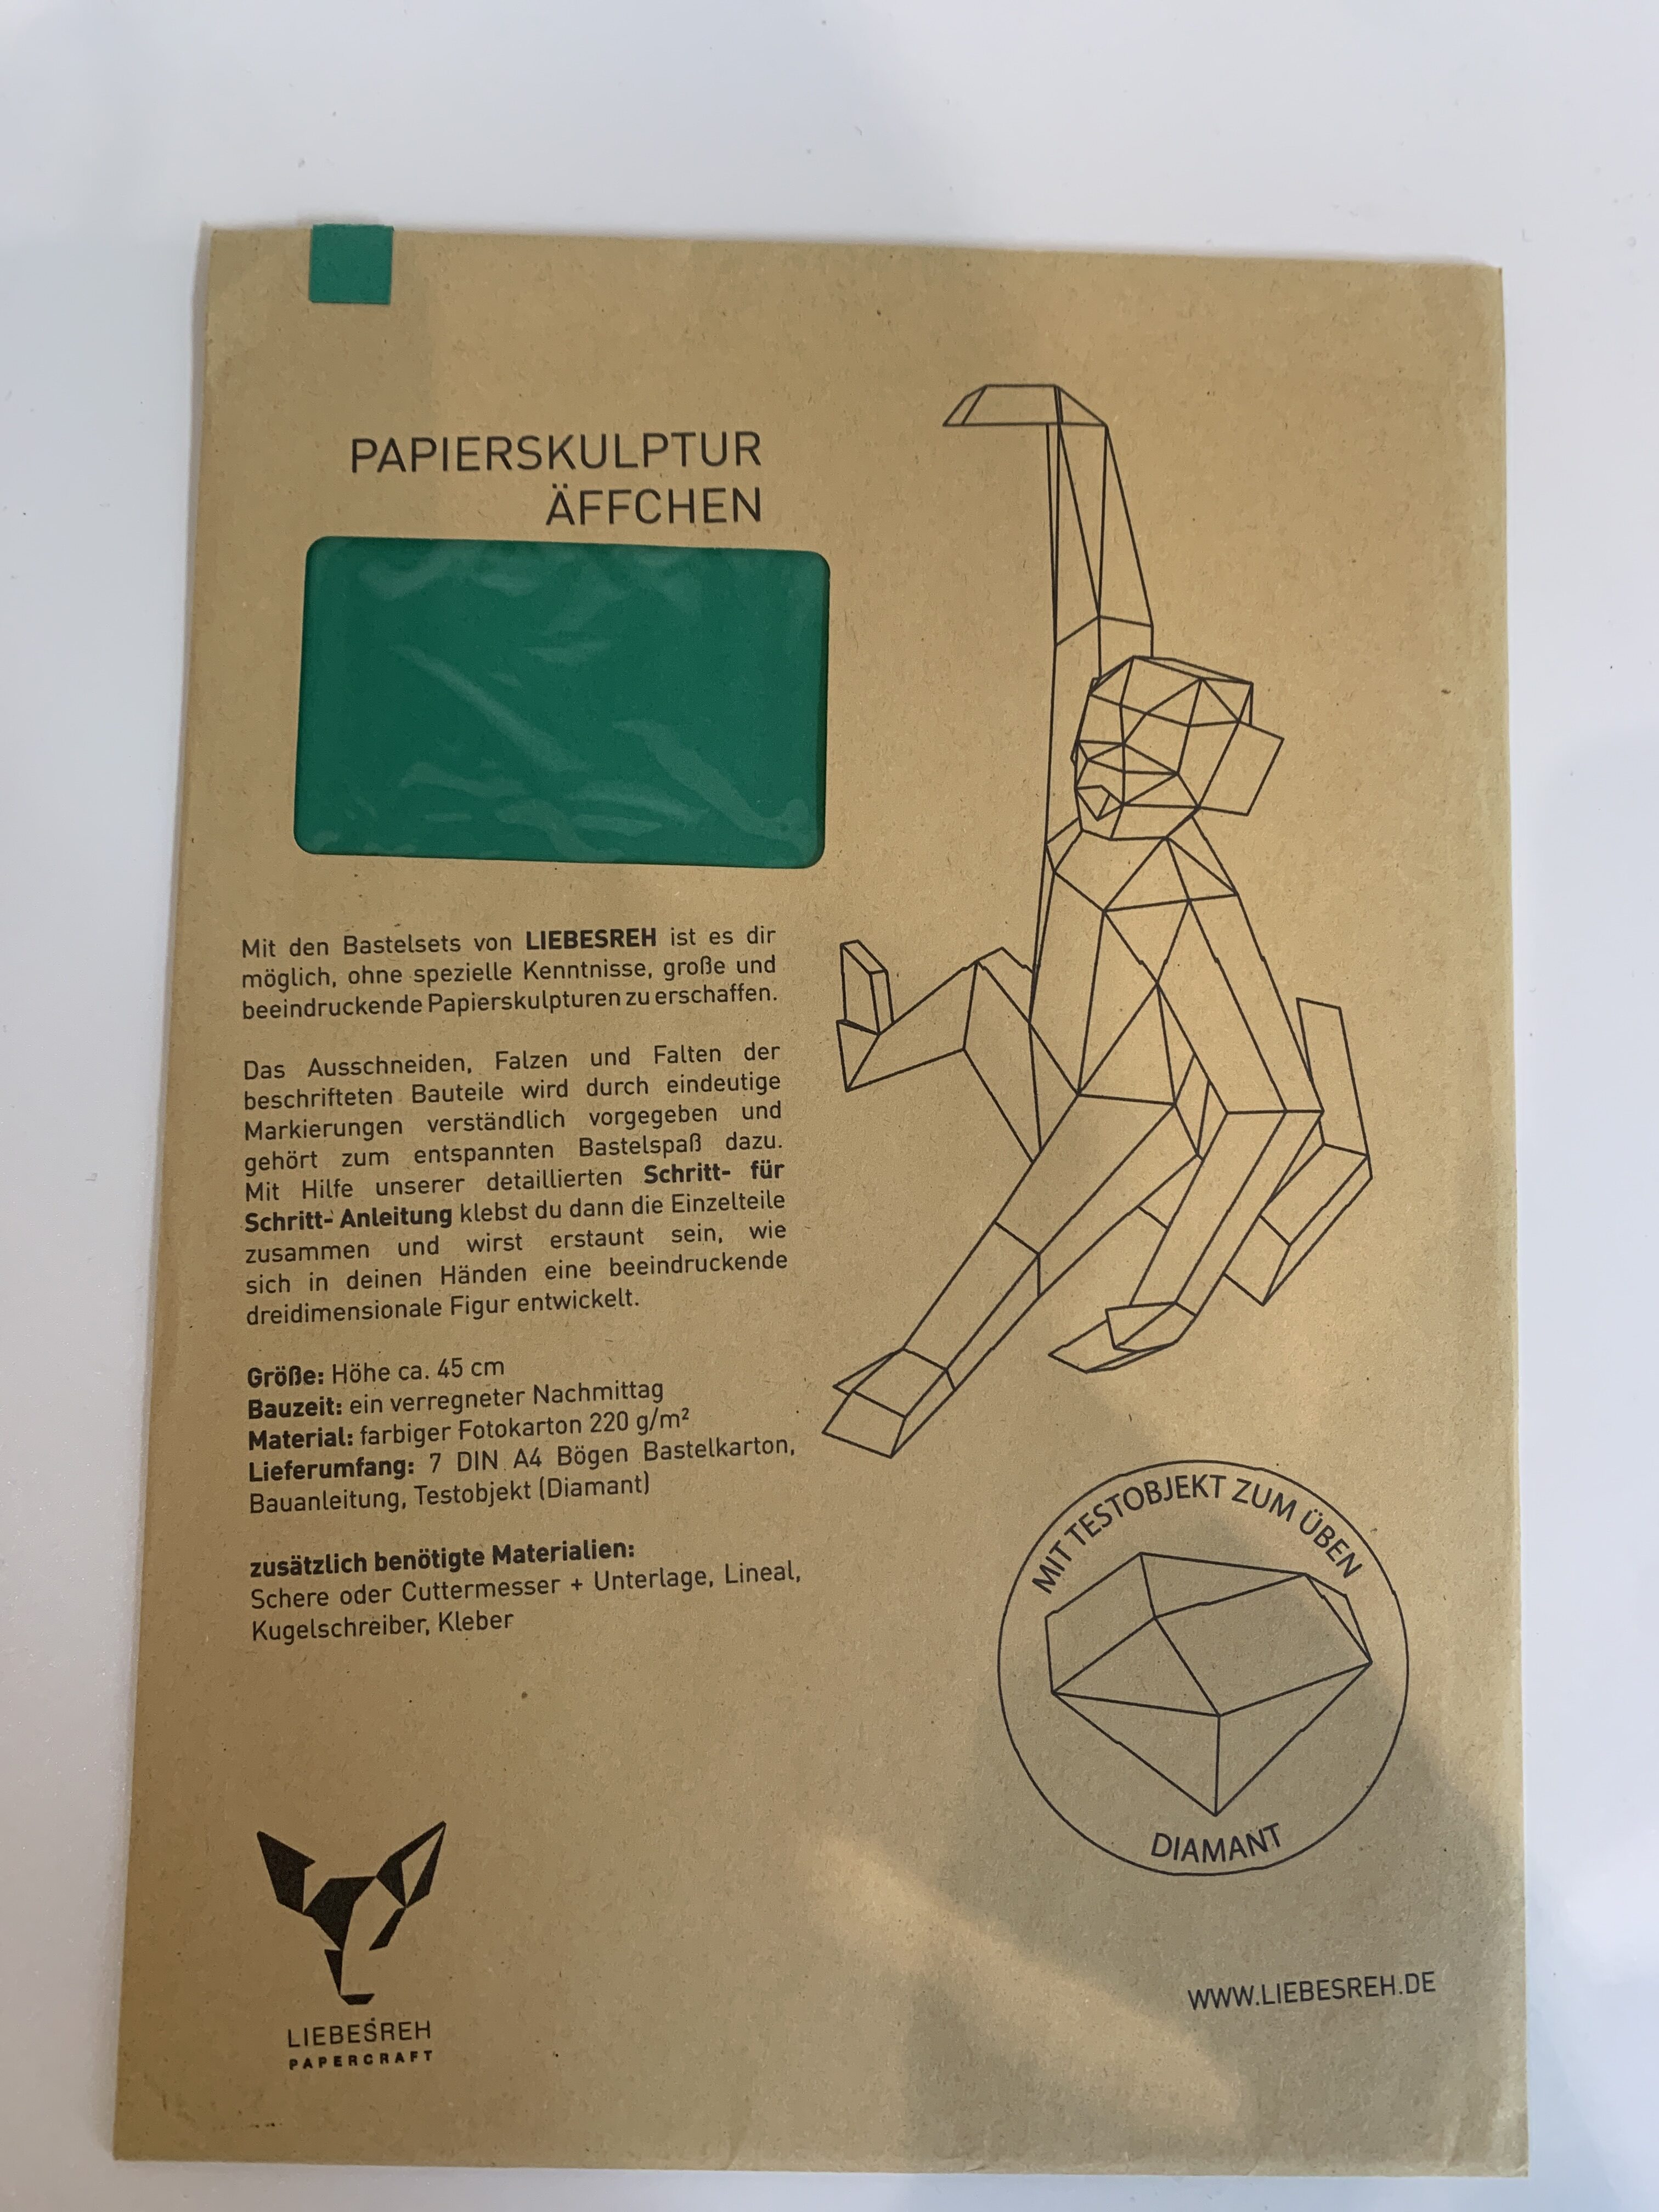 PAPIERSKULPTUR
ÄFFCHEN
Mit den Bastelsets von LIEBESREH ist es dir
möglich, ohne spezielle Kenntnisse, große und
beeindruckende Papierskulpturen zu erschaffen.
Das Ausschneiden, Falzen und Falten der
beschrifteten Bauteile wird durch eindeutige
Markierungen verständlich vorgegeben und
gehört zum entspannten Bastelspaß dazu.
Mit Hilfe unserer detaillierten Schritt- für
Schritt- Anleitung klebst du dann die Einzelteile
zusammen und wirst erstaunt sein, wie
sich in deinen Händen eine beeindruckende
dreidimensionale Figur entwickelt.
Größe: Höhe ca. 45 cm
Bauzeit: ein verregneter Nachmittag
Material: farbiger Fotokarton 220 g/m²
Lieferumfang: 7 DIN A4 Bögen Bastelkarton,
Bauanleitung, Testobjekt (Diamant)
zusätzlich benötigte Materialien:
Schere oder Cuttermesser + Unterlage, Lineal,
Kugelschreiber, Kleber
MIT TESTOBJEKT ZUM ÜBEN
DIAMANT
WWW.LIEBESREH.DE
LIEBESREH
PAPERCRAFT